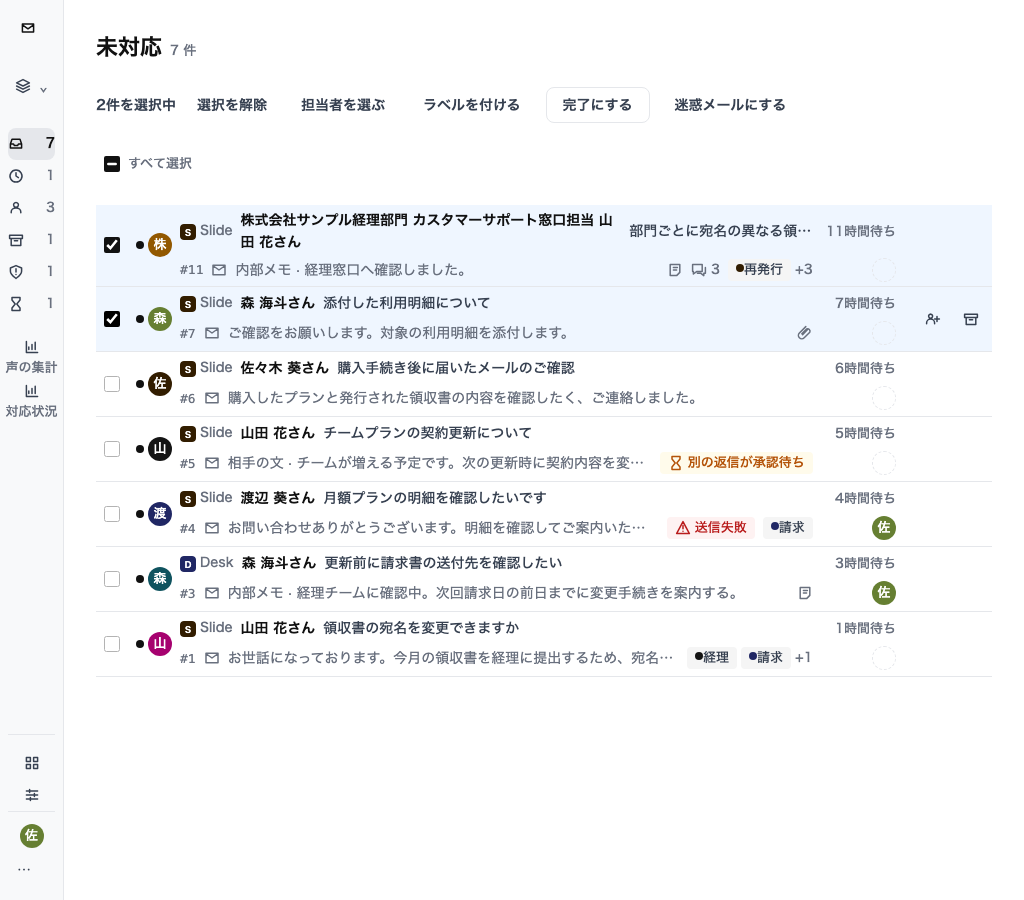 未対応 7 件
2件を選択中 選択を解除 担当者を選ぶ ラベルを付ける 完了にする 迷惑メールにする
すべて選択
7
1
3
1
1
1
声の集計
対応状況
佐
…
株 S Slide 株式会社サンプル経理部門 カスタマーサポート窓口担当 山田 花さん 部門ごとに宛名の異なる領… 11時間待ち
#11 内部メモ · 経理窓口へ確認しました。 3 再発行 +3
森 S Slide 森 海斗さん 添付した利用明細について 7時間待ち
#7 ご確認をお願いします。対象の利用明細を添付します。
佐 S Slide 佐々木 葵さん 購入手続き後に届いたメールのご確認 6時間待ち
#6 購入したプランと発行された領収書の内容を確認したく、ご連絡しました。
山 S Slide 山田 花さん チームプランの契約更新について 5時間待ち
#5 相手の文 · チームが増える予定です。次の更新時に契約内容を変… 別の返信が承認待ち
渡 S Slide 渡辺 葵さん 月額プランの明細を確認したいです 4時間待ち
#4 お問い合わせありがとうございます。明細を確認してご案内いた… 送信失敗 請求 佐
森 D Desk 森 海斗さん 更新前に請求書の送付先を確認したい 3時間待ち
#3 内部メモ · 経理チームに確認中。次回請求日の前日までに変更手続きを案内する。 佐
山 S Slide 山田 花さん 領収書の宛名を変更できますか 1時間待ち
#1 お世話になっております。今月の領収書を経理に提出するため、宛名… 経理 請求 +1